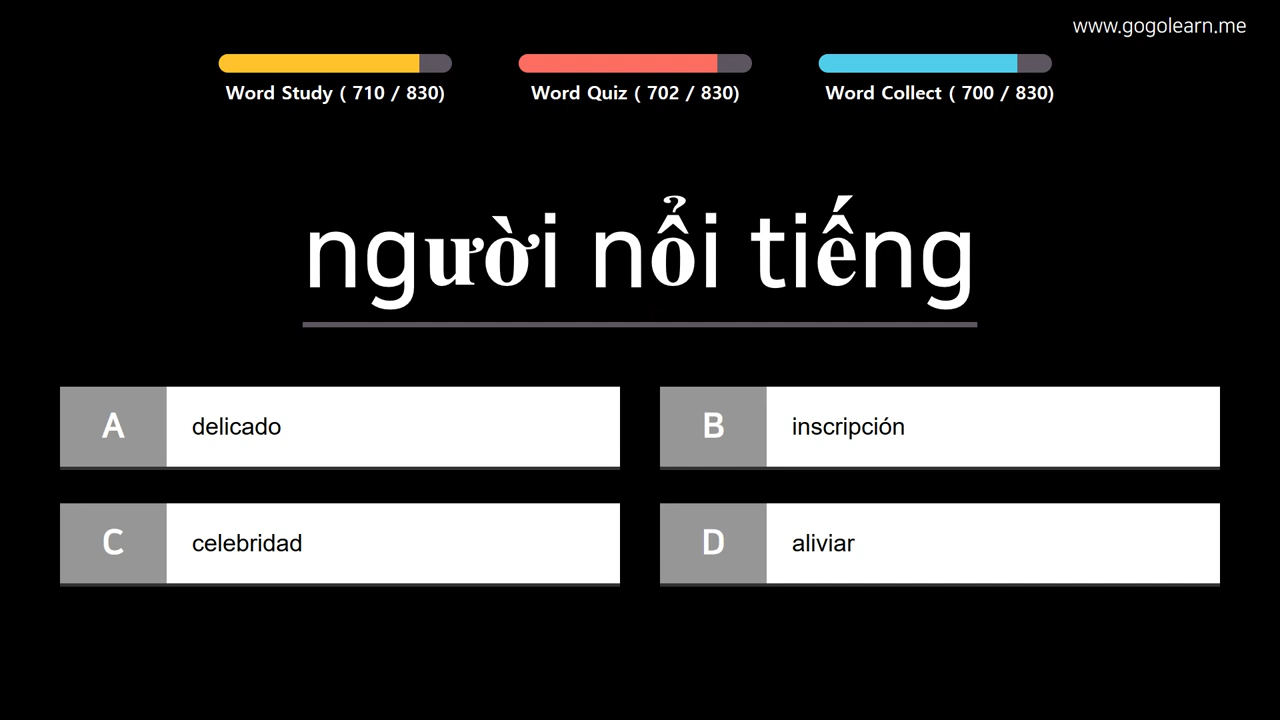 www.gogolearn.me
Word Study ( 710 / 830)
Word Quiz ( 702 / 830)
Word Collect ( 700 / 830)
người nổi tiếng
A delicado
B inscripción
C celebridad
D aliviar